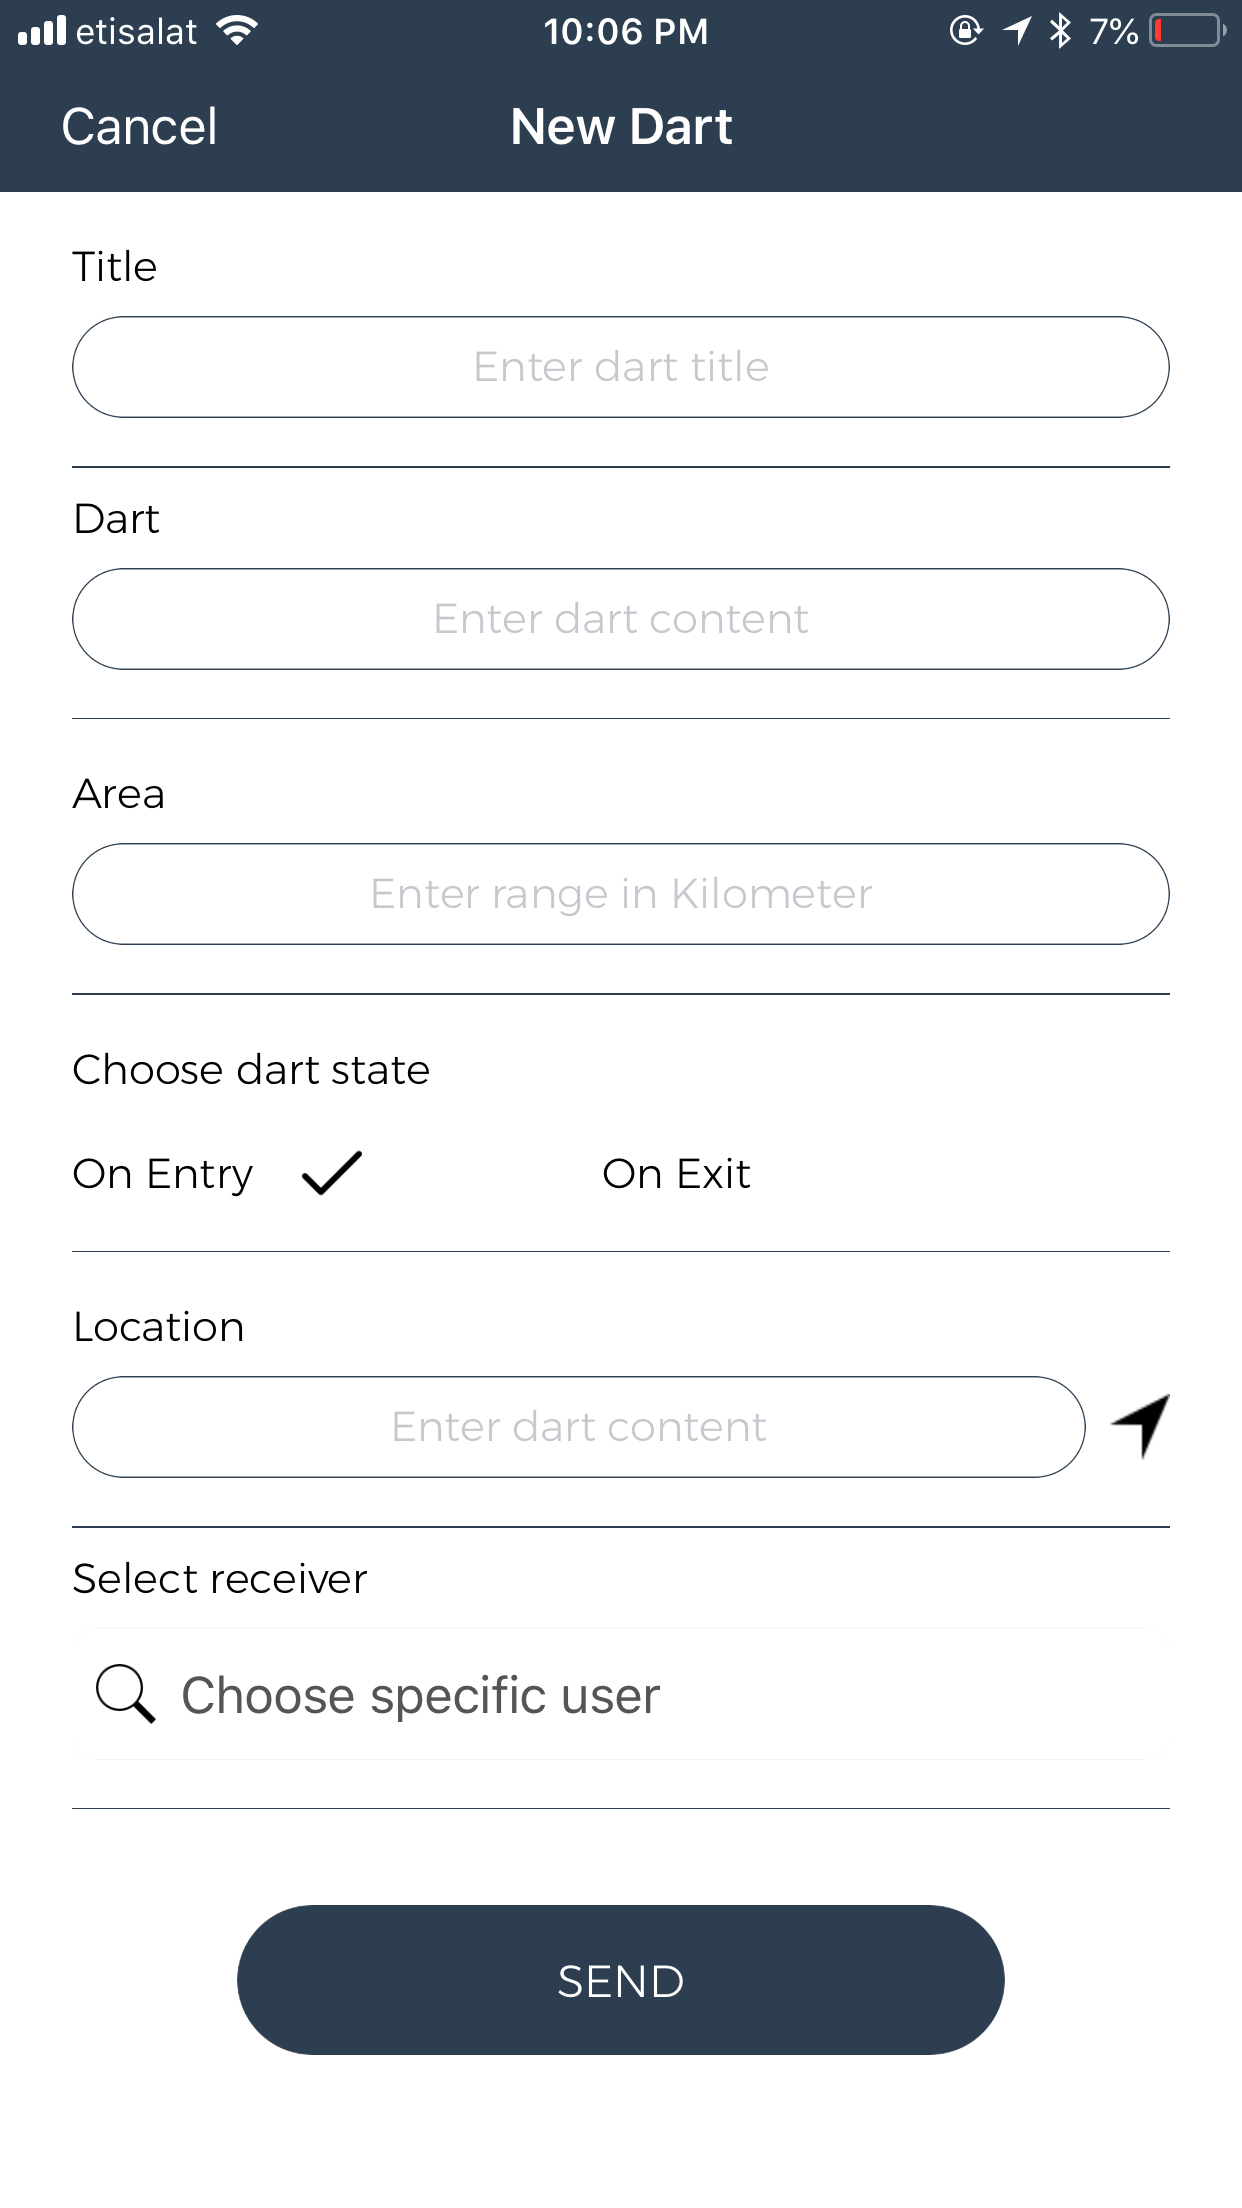 etisalat 10:06 PM 7%
Cancel New Dart
Title
Enter dart title
Dart
Enter dart content
Area
Enter range in Kilometer
Choose dart state
On Entry On Exit
Location
Enter dart content
Select receiver
Choose specific user
SEND